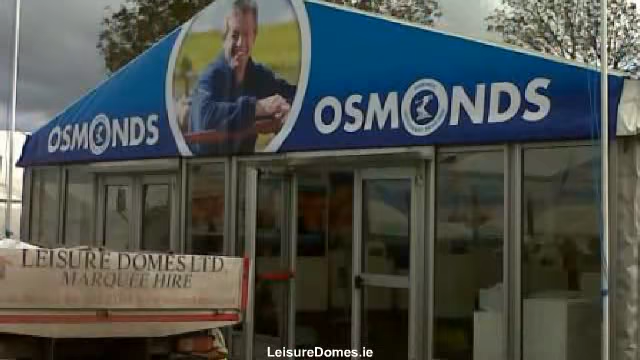 OSMONDS
OSMONDS
LEISURE DOMES LTD.
MARQUEE HIRE
LeisureDomes.ie